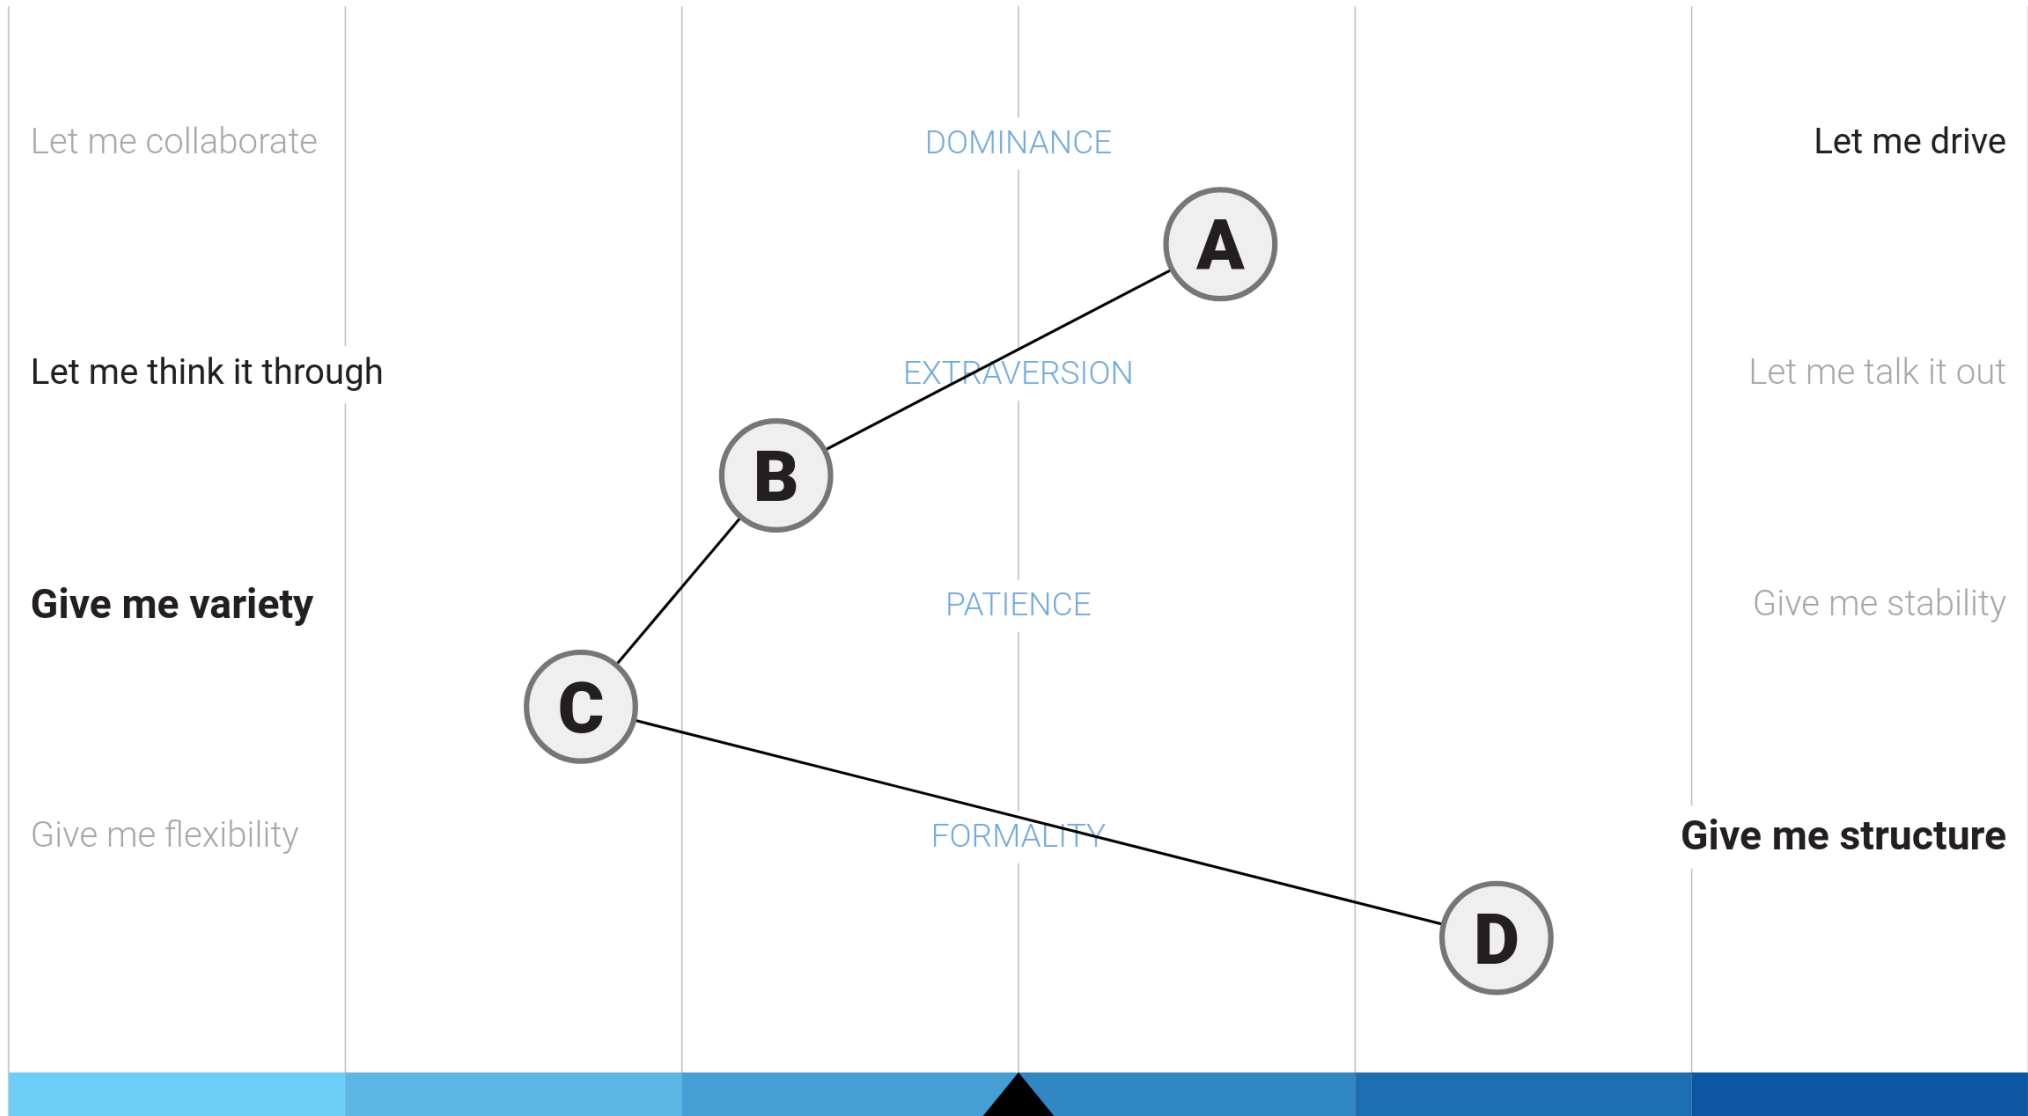 Let me collaborate DOMINANCE Let me drive
A
Let me think it through EXTRAVERSION Let me talk it out
B
Give me variety PATIENCE Give me stability
C
Give me flexibility FORMALITY Give me structure
D